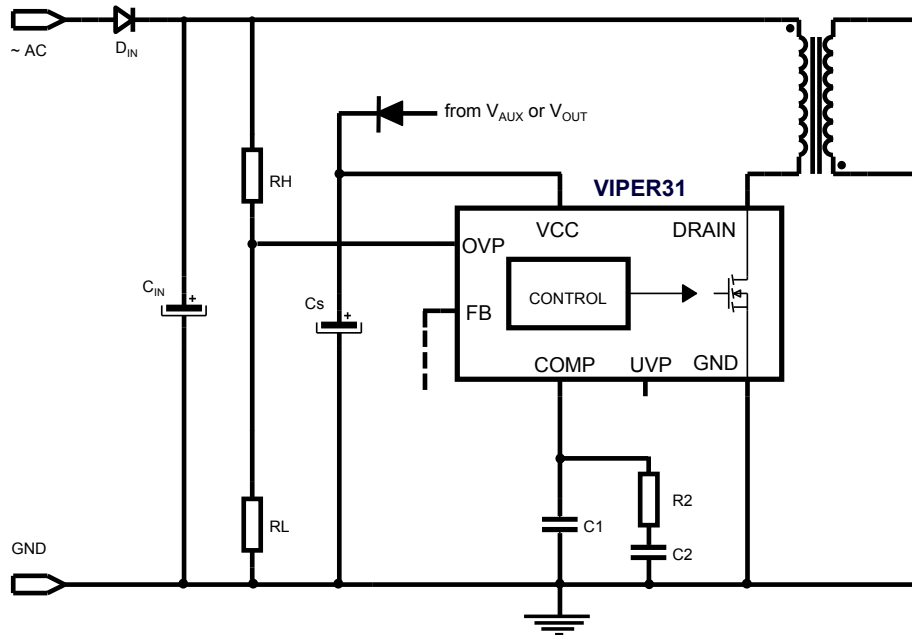 ~ AC
D_IN
from V_AUX or V_OUT
RH
VIPER31
VCC
DRAIN
OVP
C_IN
+
Cs
+
CONTROL
FB
COMP
UVP
GND
R2
RL
C1
GND
C2